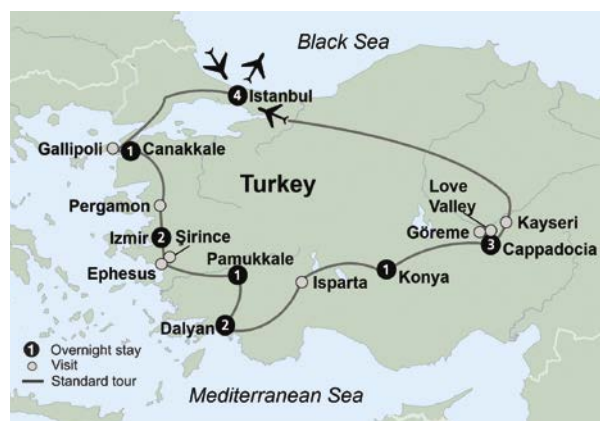 Black Sea
4 Istanbul
Gallipoli
1 Canakkale
Turkey
Love
Valley
Pergamon
Göreme
Kayseri
Izmir 2
Şirince
3
Cappadocia
Pamukkale
Ephesus
1
1 Konya
Isparta
Dalyan 2
1 Overnight stay
Visit
Standard tour
Mediterranean Sea